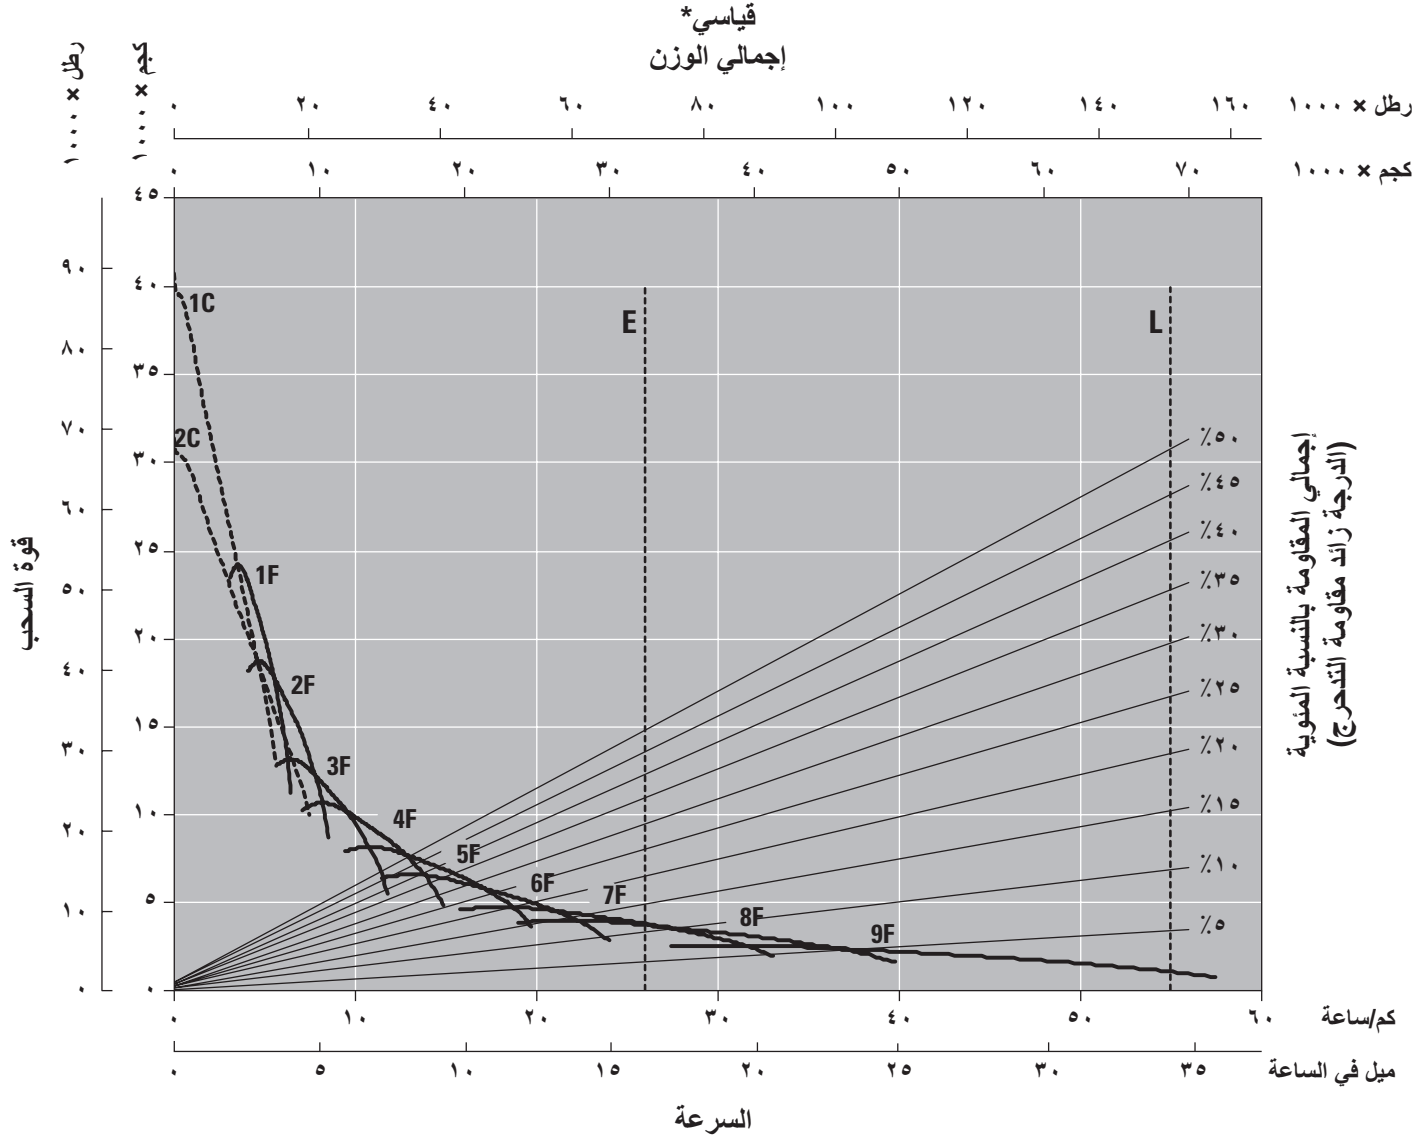 قياسي*
إجمالي الوزن
٠ ٢٠ ٤٠ ٦٠ ٨٠ ١٠٠ ١٢٠ ١٤٠ ١٦٠ رطل × ١٠٠٠
٠ ١٠ ٢٠ ٣٠ ٤٠ ٥٠ ٦٠ ٧٠ كجم × ١٠٠٠
رطل × ١٠٠٠
كجم × ١٠٠٠
قوة السحب
٩٠
٨٠
٧٠
٦٠
٥٠
٤٠
٣٠
٢٠
١٠
٠
٤٥
٤٠
٣٥
٣٠
٢٥
٢٠
١٥
١٠
٥
٠
1C
2C
1F
2F
3F
4F
5F
6F
7F
8F
9F
E
L
٪٥٠
٪٤٥
٪٤٠
٪٣٥
٪٣٠
٪٢٥
٪٢٠
٪١٥
٪١٠
٪٥
إجمالي المقاومة بالنسبة المئوية
(الدرجة زائد مقاومة التدحرج)
٠ ١٠ ٢٠ ٣٠ ٤٠ ٥٠ ٦٠ كم/ساعة
٠ ٥ ١٠ ١٥ ٢٠ ٢٥ ٣٠ ٣٥ ميل في الساعة
السرعة